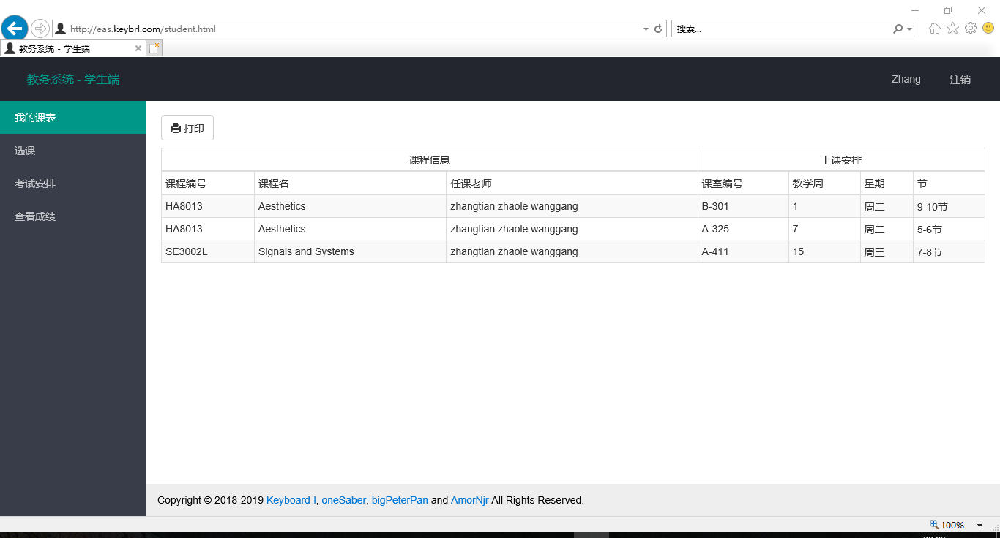 http://eas.keybrl.com/student.html
搜索...
教务系统 - 学生端
教务系统 - 学生端
Zhang 注销
我的课表
选课
考试安排
查看成绩
打印
课程信息 上课安排
课程编号 课程名 任课老师 课室编号 教学周 星期 节
HA8013 Aesthetics zhangtian zhaole wanggang B-301 1 周二 9-10节
HA8013 Aesthetics zhangtian zhaole wanggang A-325 7 周二 5-6节
SE3002L Signals and Systems zhangtian zhaole wanggang A-411 15 周三 7-8节
Copyright © 2018-2019 Keyboard-l, oneSaber, bigPeterPan and AmorNjr All Rights Reserved.
100%